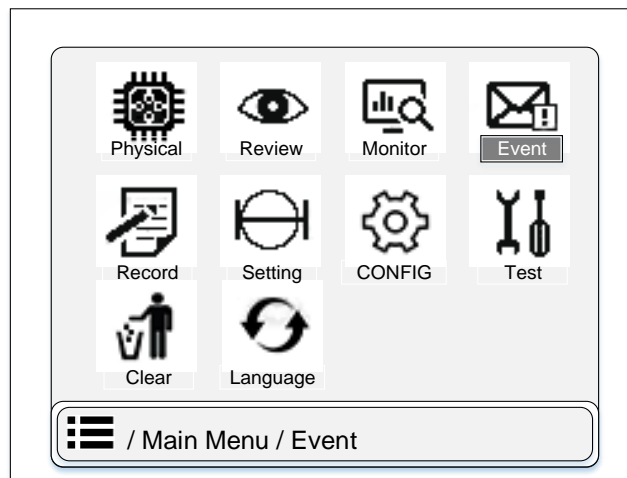 Physical Review Monitor Event
Record Setting CONFIG Test
Clear Language
/ Main Menu / Event